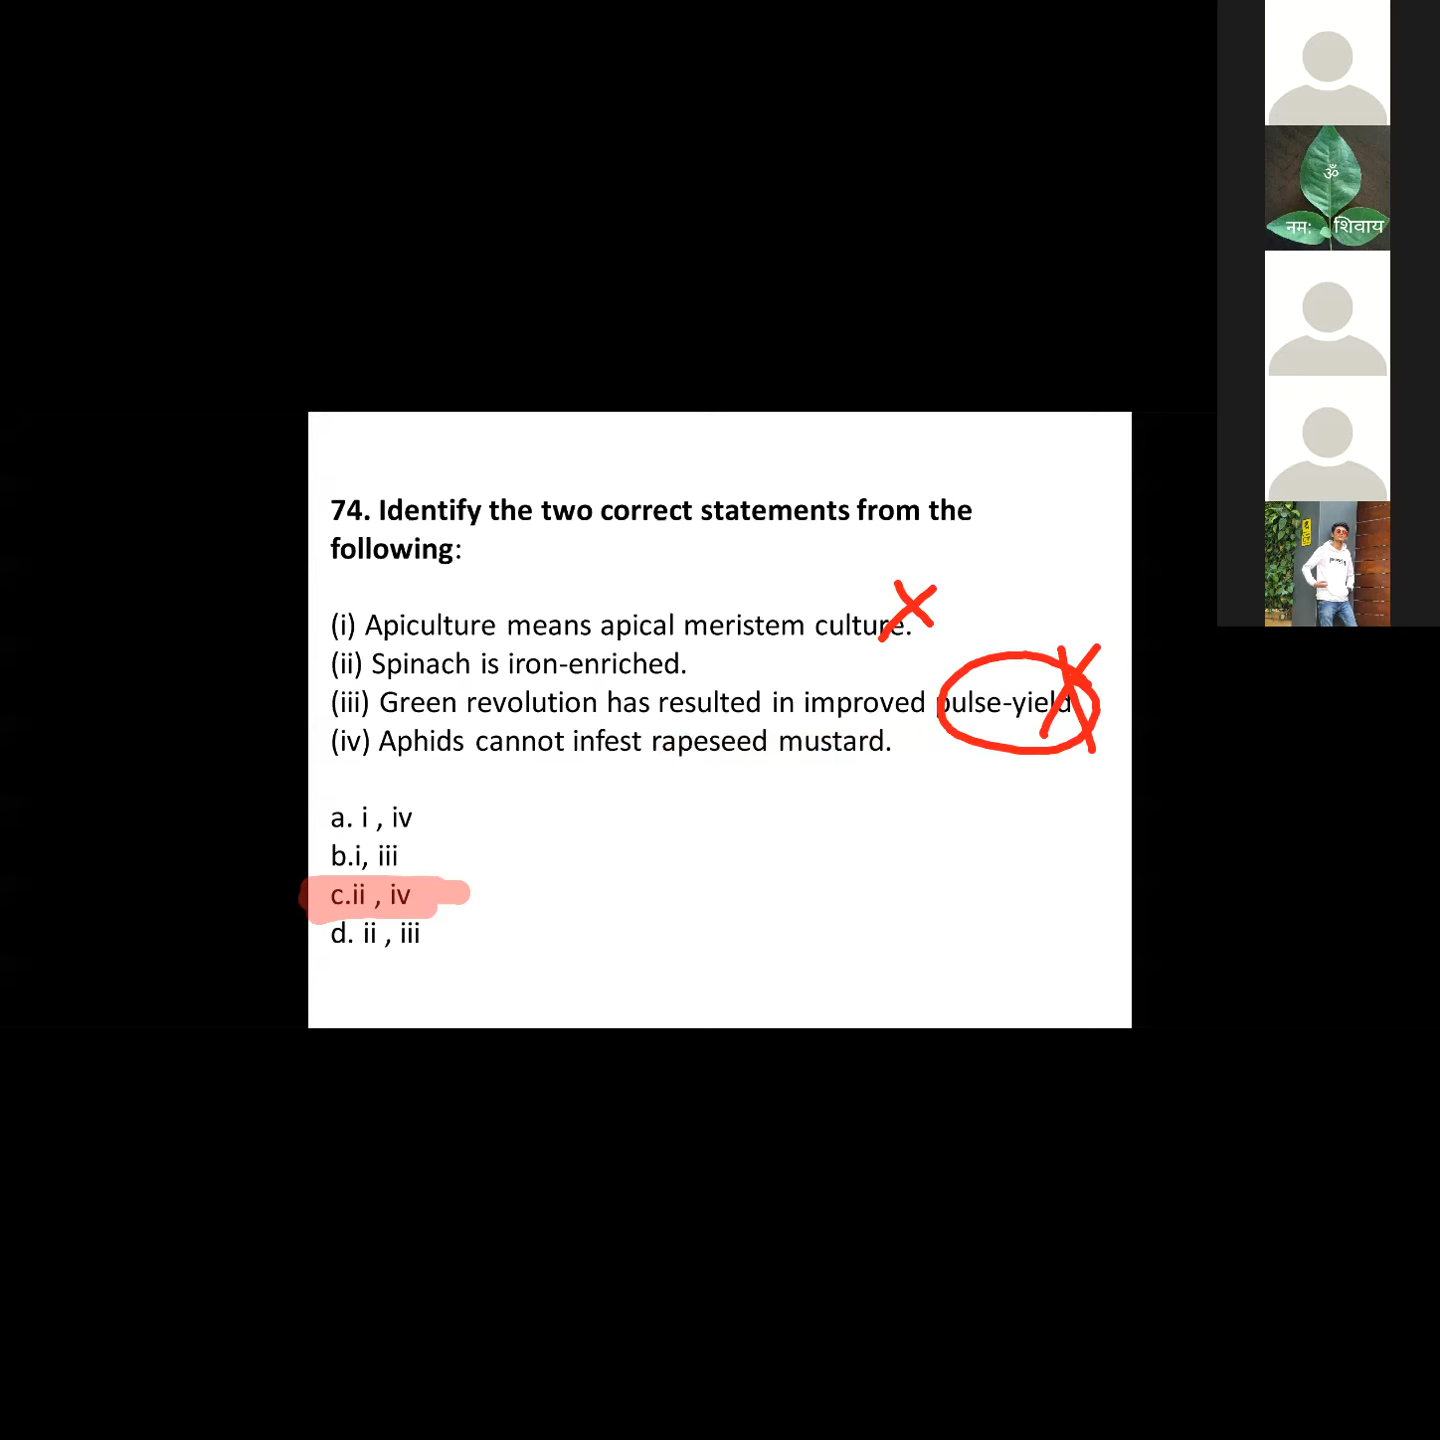 ॐ
नमः शिवाय
74. Identify the two correct statements from the
following:
(i) Apiculture means apical meristem culture.
(ii) Spinach is iron-enriched.
(iii) Green revolution has resulted in improved pulse-yield
(iv) Aphids cannot infest rapeseed mustard.
a. i , iv
b.i, iii
c.ii , iv
d. ii , iii